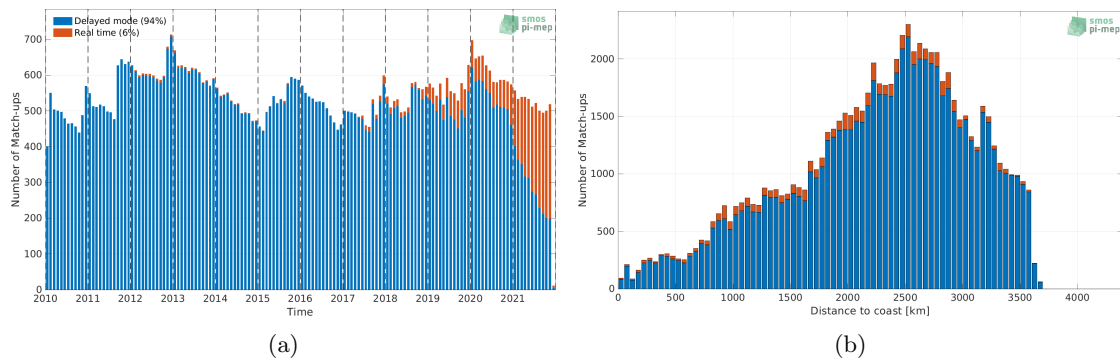 Delayed mode (94%)
Real time (6%)
smos
pi-mep
Number of Match-ups
700
600
500
400
300
200
100
0
2010 2011 2012 2013 2014 2015 2016 2017 2018 2019 2020 2021
Time
(a)
smos
pi-mep
Number of Match-ups
2000
1500
1000
500
0
0 500 1000 1500 2000 2500 3000 3500 4000
Distance to coast [km]
(b)